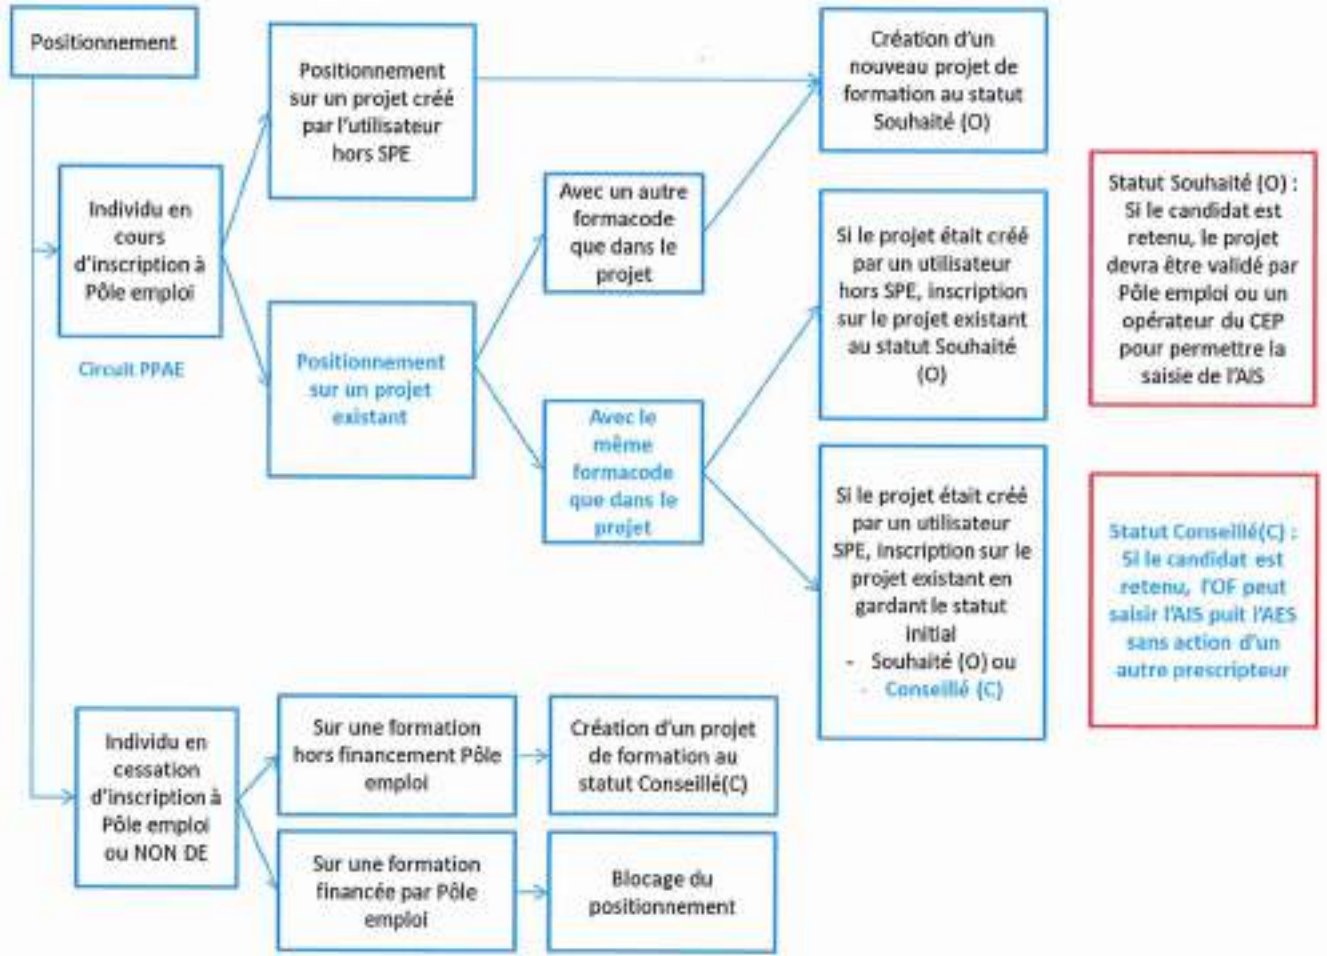 Positionnement
Positionnement
sur un projet créé
par l'utilisateur
hors SPE
Création d'un
nouveau projet de
formation au statut
Souhaité (O)
Individu en
cours
d'inscription à
Pôle emploi
Circuit PPAE
Avec un autre
formacode
que dans le
projet
Positionnement
sur un projet
existant
Avec le
même
formacode
que dans le
projet
Si le projet était créé
par un utilisateur
hors SPE, inscription
sur le projet existant
au statut Souhaité
(O)
Statut Souhaité (O) :
Si le candidat est
retenu, le projet
devra être validé par
Pôle emploi ou un
opérateur du CEP
pour permettre la
saisie de l'AIS
Si le projet était créé
par un utilisateur
SPE, inscription sur le
projet existant en
gardant le statut
initial
- Souhaité (O) ou
- Conseillé (C)
Statut Conseillé(C) :
Si le candidat est
retenu, l'OF peut
saisir l'AIS puit l'AES
sans action d'un
autre prescripteur
Individu en
cessation
d'inscription à
Pôle emploi
ou NON DE
Sur une formation
hors financement Pôle
emploi
Création d'un projet
de formation au
statut Conseillé(C)
Sur une formation
financée par Pôle
emploi
Blocage du
positionnement